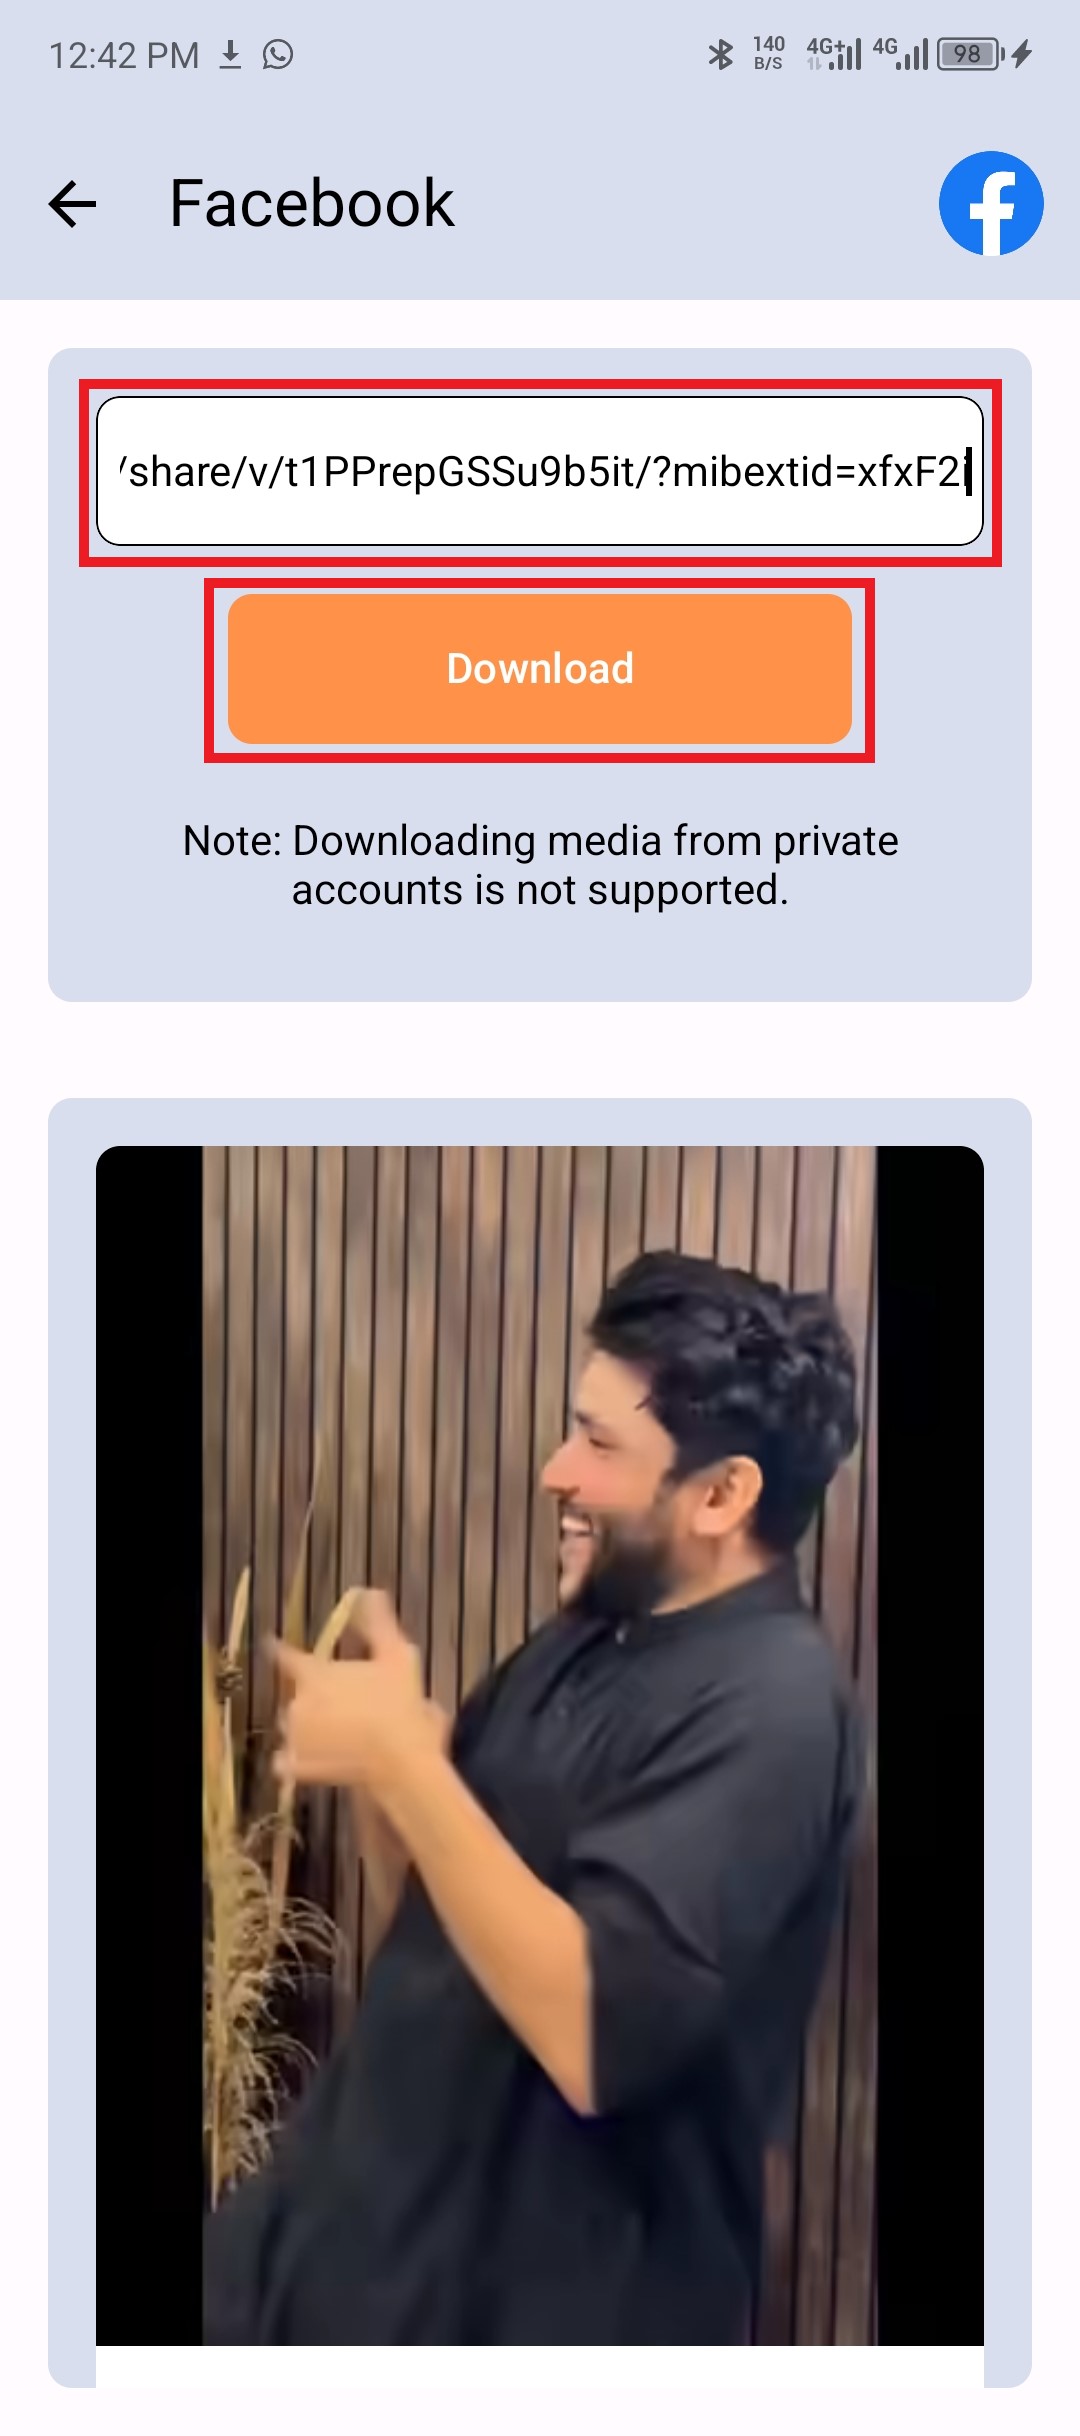 12:42 PM
140 B/S 4G+ 4G 98
Facebook
/share/v/t1PPrepGSSu9b5it/?mibextid=xfxF2i
Download
Note: Downloading media from private
accounts is not supported.